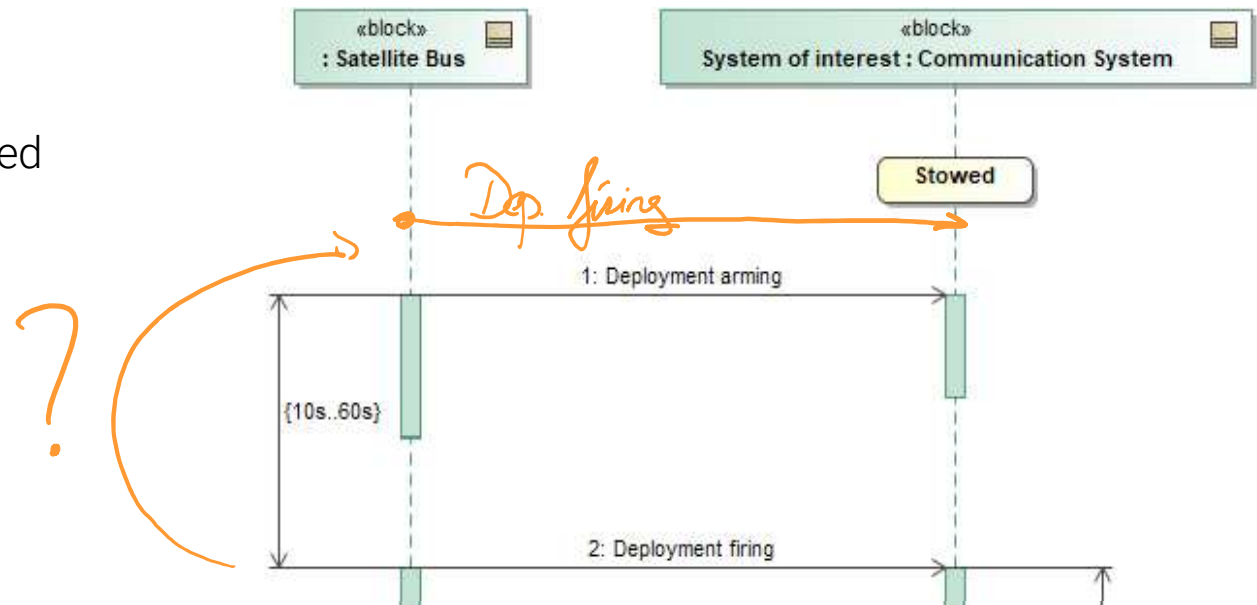 «block»
: Satellite Bus
«block»
System of interest : Communication System
ed
Stowed
Dep. firing
1: Deployment arming
?
{10s..60s}
2: Deployment firing